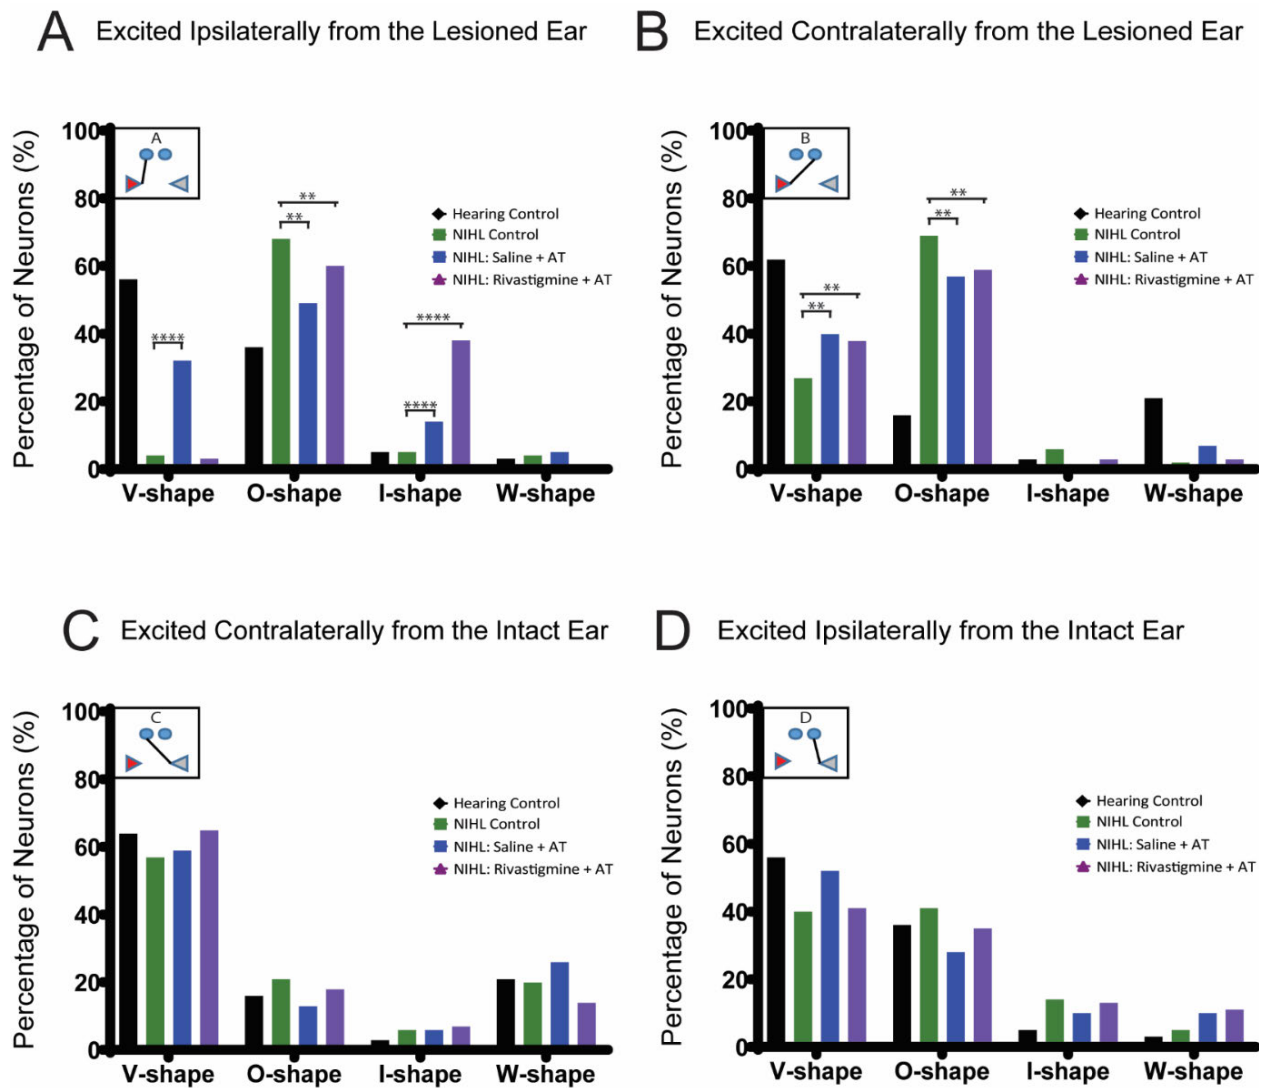 A Excited Ipsilaterally from the Lesioned Ear
Percentage of Neurons (%)
100
80
60
40
20
0
A
**
**
****
****
****
Hearing Control
NIHL Control
NIHL: Saline + AT
NIHL: Rivastigmine + AT
V-shape O-shape I-shape W-shape
B Excited Contralaterally from the Lesioned Ear
Percentage of Neurons (%)
100
80
60
40
20
0
B
**
**
**
**
Hearing Control
NIHL Control
NIHL: Saline + AT
NIHL: Rivastigmine + AT
V-shape O-shape I-shape W-shape
C Excited Contralaterally from the Intact Ear
Percentage of Neurons (%)
100
80
60
40
20
0
C
Hearing Control
NIHL Control
NIHL: Saline + AT
NIHL: Rivastigmine + AT
V-shape O-shape I-shape W-shape
D Excited Ipsilaterally from the Intact Ear
Percentage of Neurons (%)
100
80
60
40
20
0
D
Hearing Control
NIHL Control
NIHL: Saline + AT
NIHL: Rivastigmine + AT
V-shape O-shape I-shape W-shape